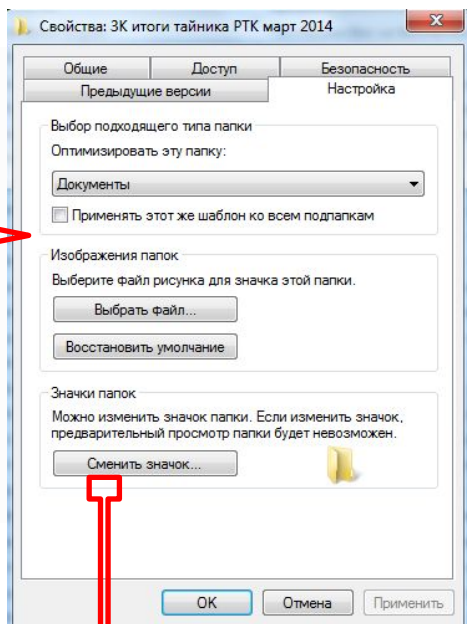 Свойства: ЗК итоги тайника РТК март 2014
Общие
Доступ
Безопасность
Предыдущие версии
Настройка
Выбор подходящего типа папки
Оптимизировать эту папку:
Документы
Применять этот же шаблон ко всем подпапкам
Изображения папок
Выберите файл рисунка для значка этой папки.
Выбрать файл...
Восстановить умолчание
Значки папок
Можно изменить значок папки. Если изменить значок,
предварительный просмотр папки будет невозможен.
Сменить значок...
OK
Отмена
Применить